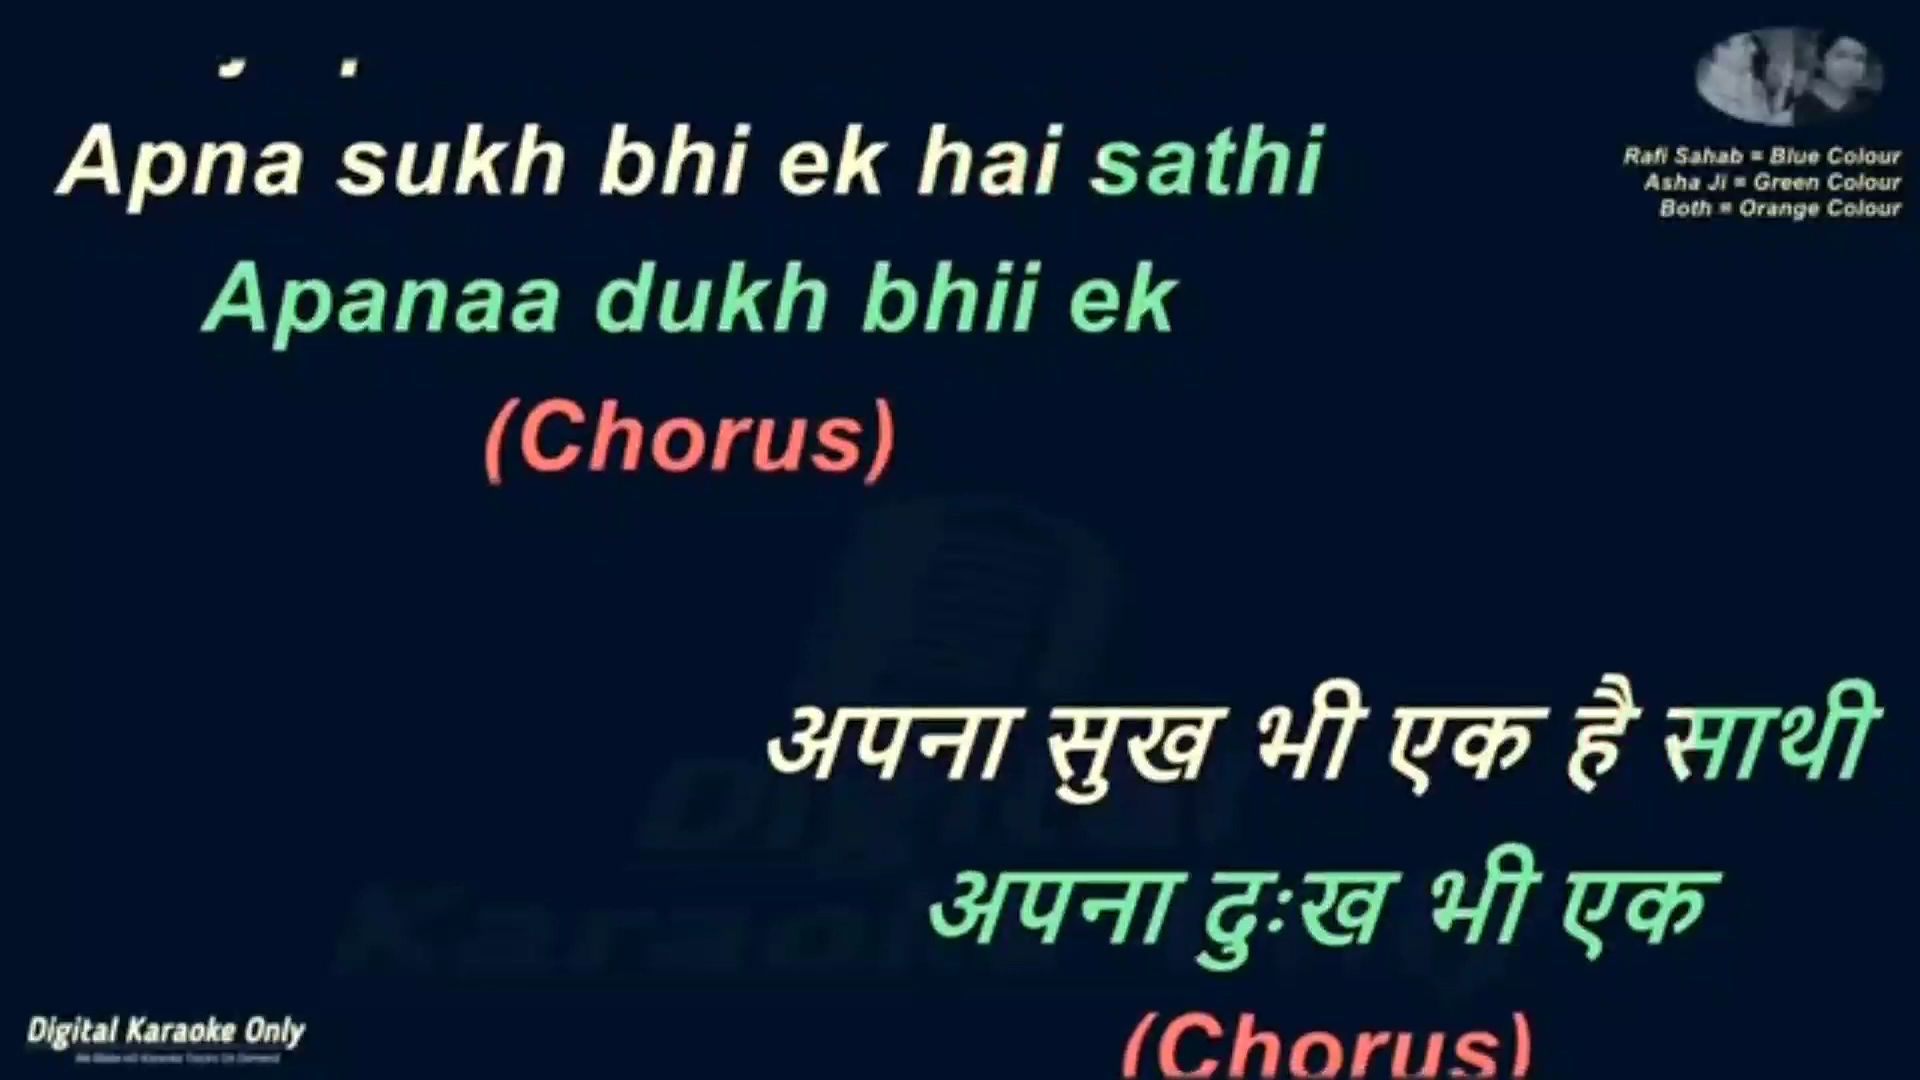 Apna sukh bhi ek hai sathi
Apanaa dukh bhii ek
(Chorus)
Rafi Sahab = Blue Colour
Asha Ji = Green Colour
Both = Orange Colour
अपना सुख भी एक है साथी
अपना दुःख भी एक
(Chorus)
Digital Karaoke Only